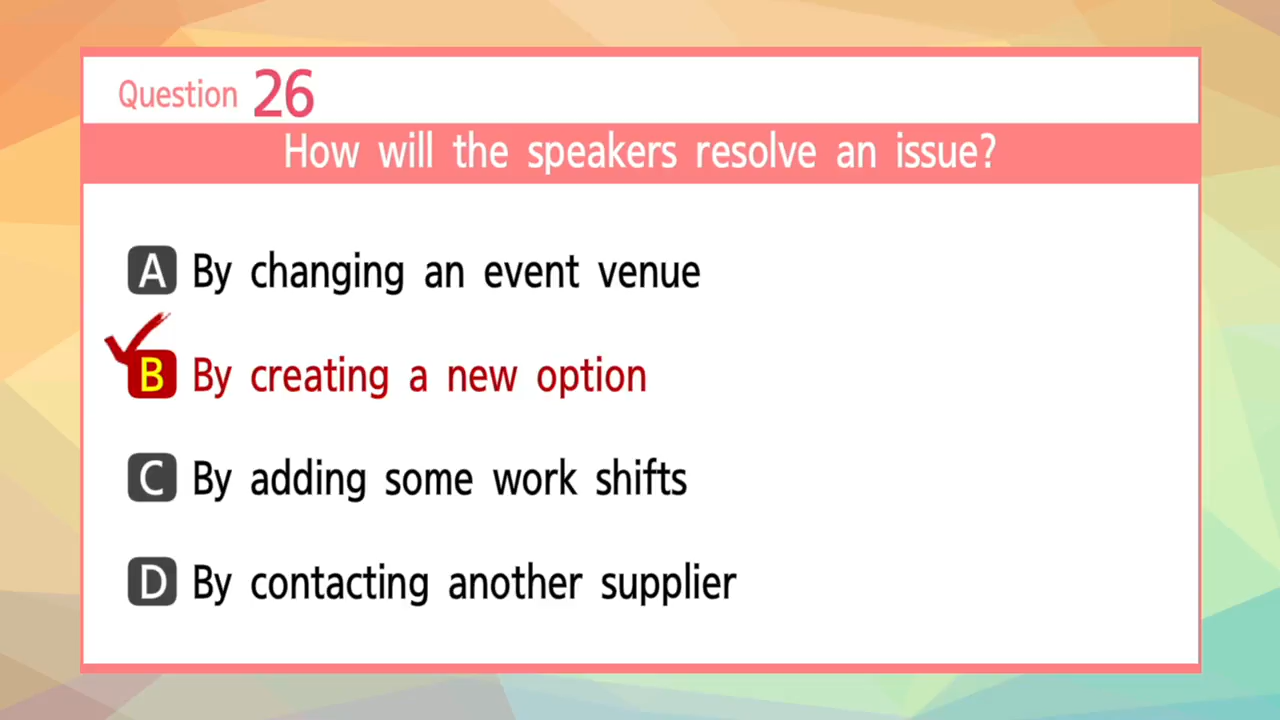 Question 26
How will the speakers resolve an issue?
A By changing an event venue
B By creating a new option
C By adding some work shifts
D By contacting another supplier